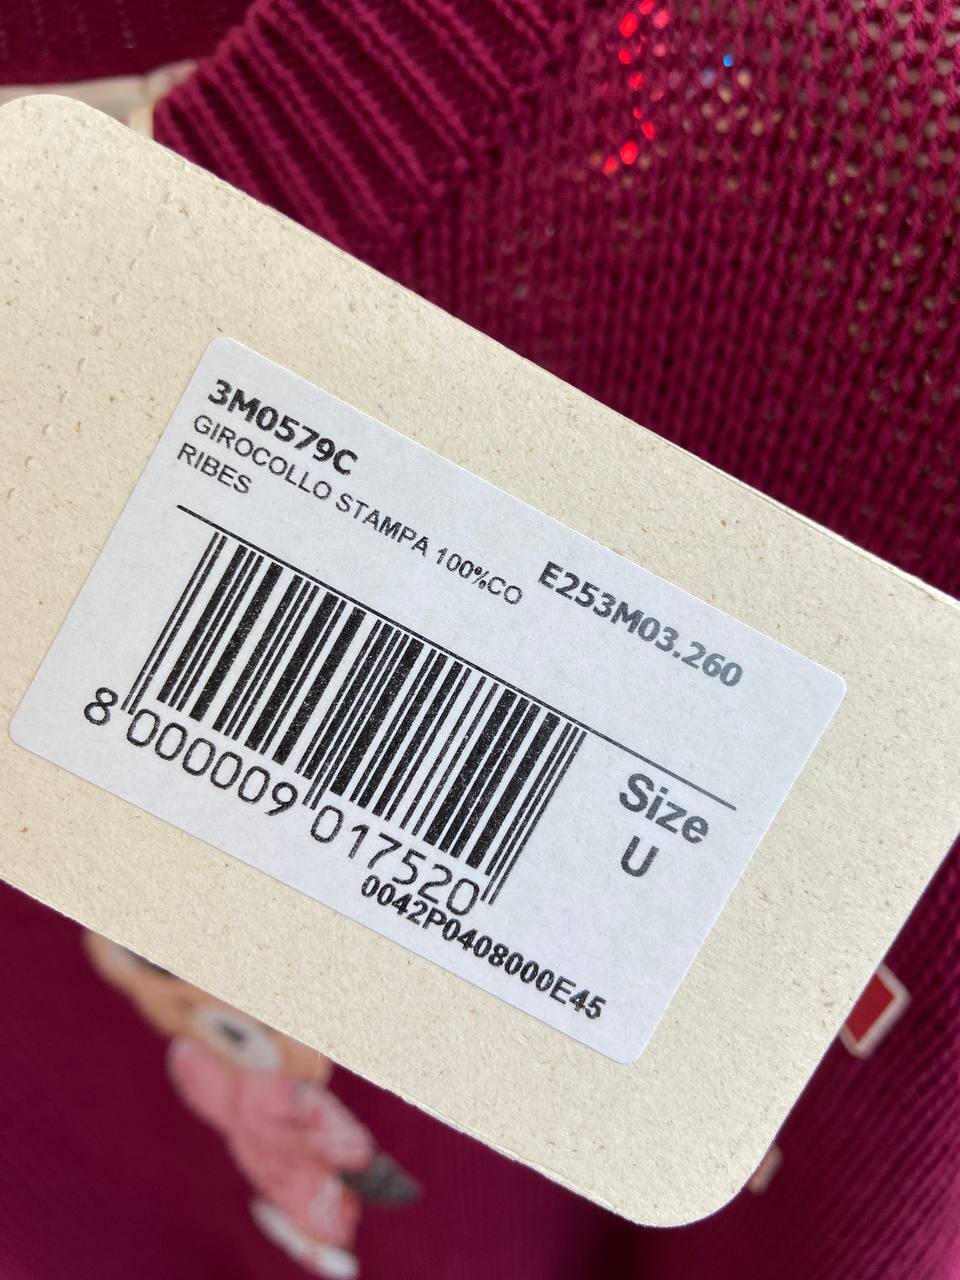 3M0579C
GIROCOLLO STAMPA 100%CO
RIBES
E253M03.260
8 000009 017520
Size
U
0042P0408000E45